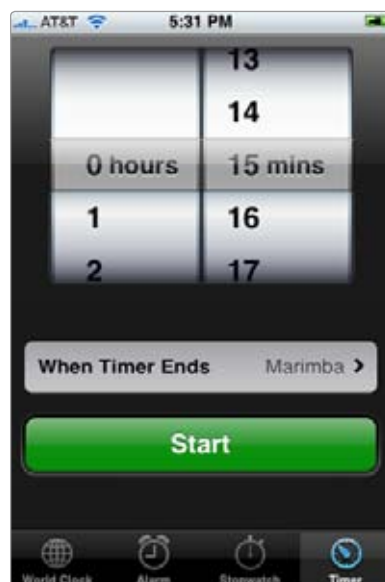 AT&T 5:31 PM
13
14
0 hours 15 mins
1 16
2 17
When Timer Ends Marimba >
Start
World Clock Alarm Stopwatch Timer